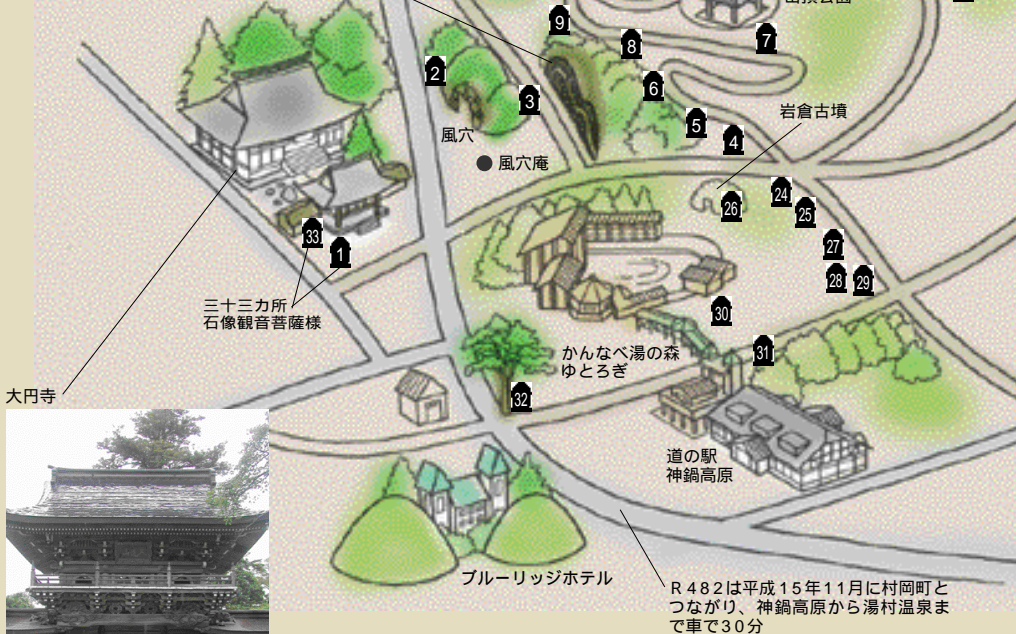 9
8
7
2
6
3
岩倉古墳
5
風穴
4
風穴庵
24
26
25
33
27
1
28
29
三十三カ所
石像観音菩薩様
30
かんなべ湯の森
ゆとろぎ
31
大円寺
32
道の駅
神鍋高原
ブルーリッジホテル
R482は平成15年11月に村岡町と
つながり、神鍋高原から湯村温泉ま
で車で30分